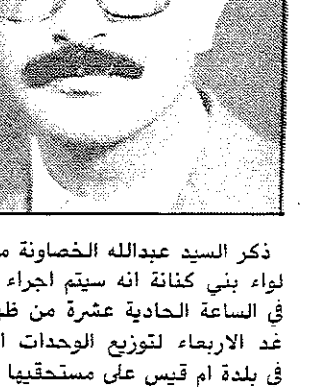 ذكر السيد عبدالله الخصاونة
لواء بني كنانة انه سيتم اجراء
في الساعة الحادية عشرة من
غد الاربعاء لتوزيع الوحدات
في بلدة ام قيس على مستحقيها